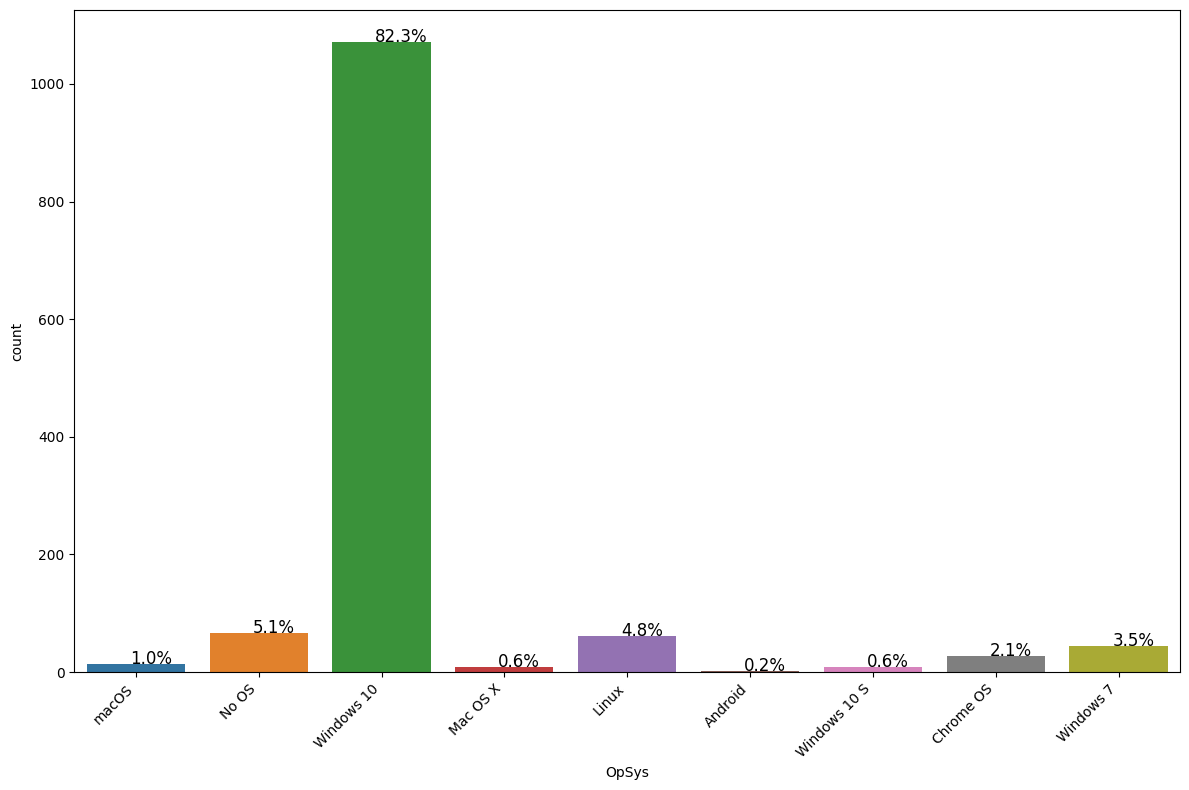 82.3%
1000
800
600
count
400
200
5.1%
4.8%
3.5%
2.1%
1.0%
0.6%
0.6%
0.2%
0
macOS
No OS
Windows 10
Mac OS X
Linux
Android
Windows 10 S
Chrome OS
Windows 7
OpSys